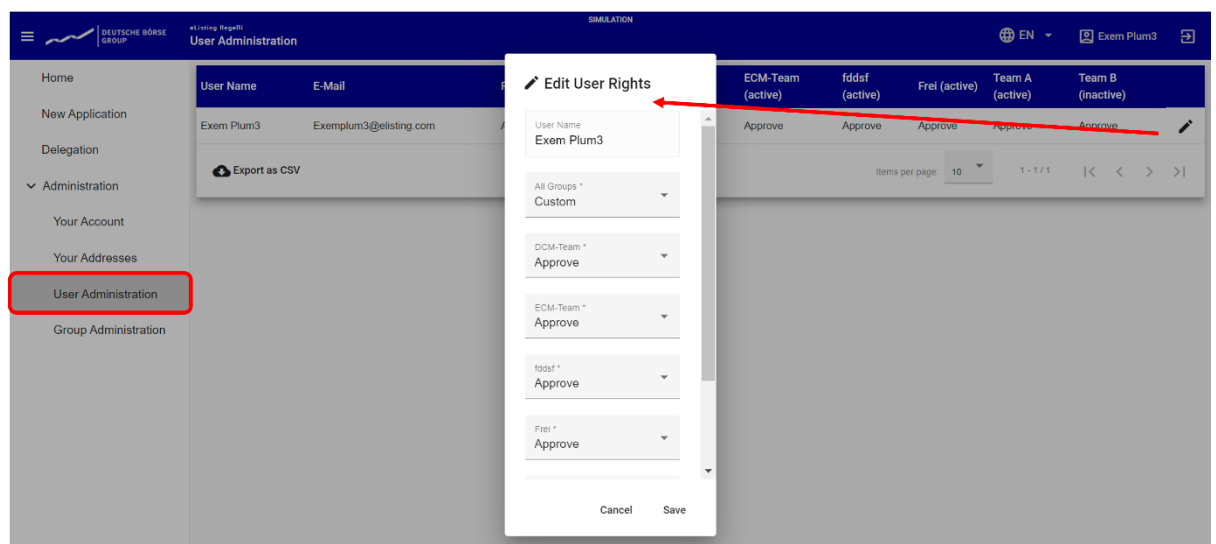 SIMULATION
DEUTSCHE BÖRSE
GROUP
eListing Regelli
User Administration
EN
Exem Plum3
Home
New Application
Delegation
Administration
Your Account
Your Addresses
User Administration
Group Administration
User Name
E-Mail
ECM-Team
(active)
fddsf
(active)
Frei (active)
Team A
(active)
Team B
(inactive)
Exem Plum3
Exemplum3@elisting.com
Approve
Approve
Approve
Approve
Approve
Export as CSV
Items per page:
10
1 - 1 / 1
Edit User Rights
User Name
Exem Plum3
All Groups *
Custom
DCM-Team *
Approve
ECM-Team *
Approve
fddsf *
Approve
Frei *
Approve
Cancel
Save